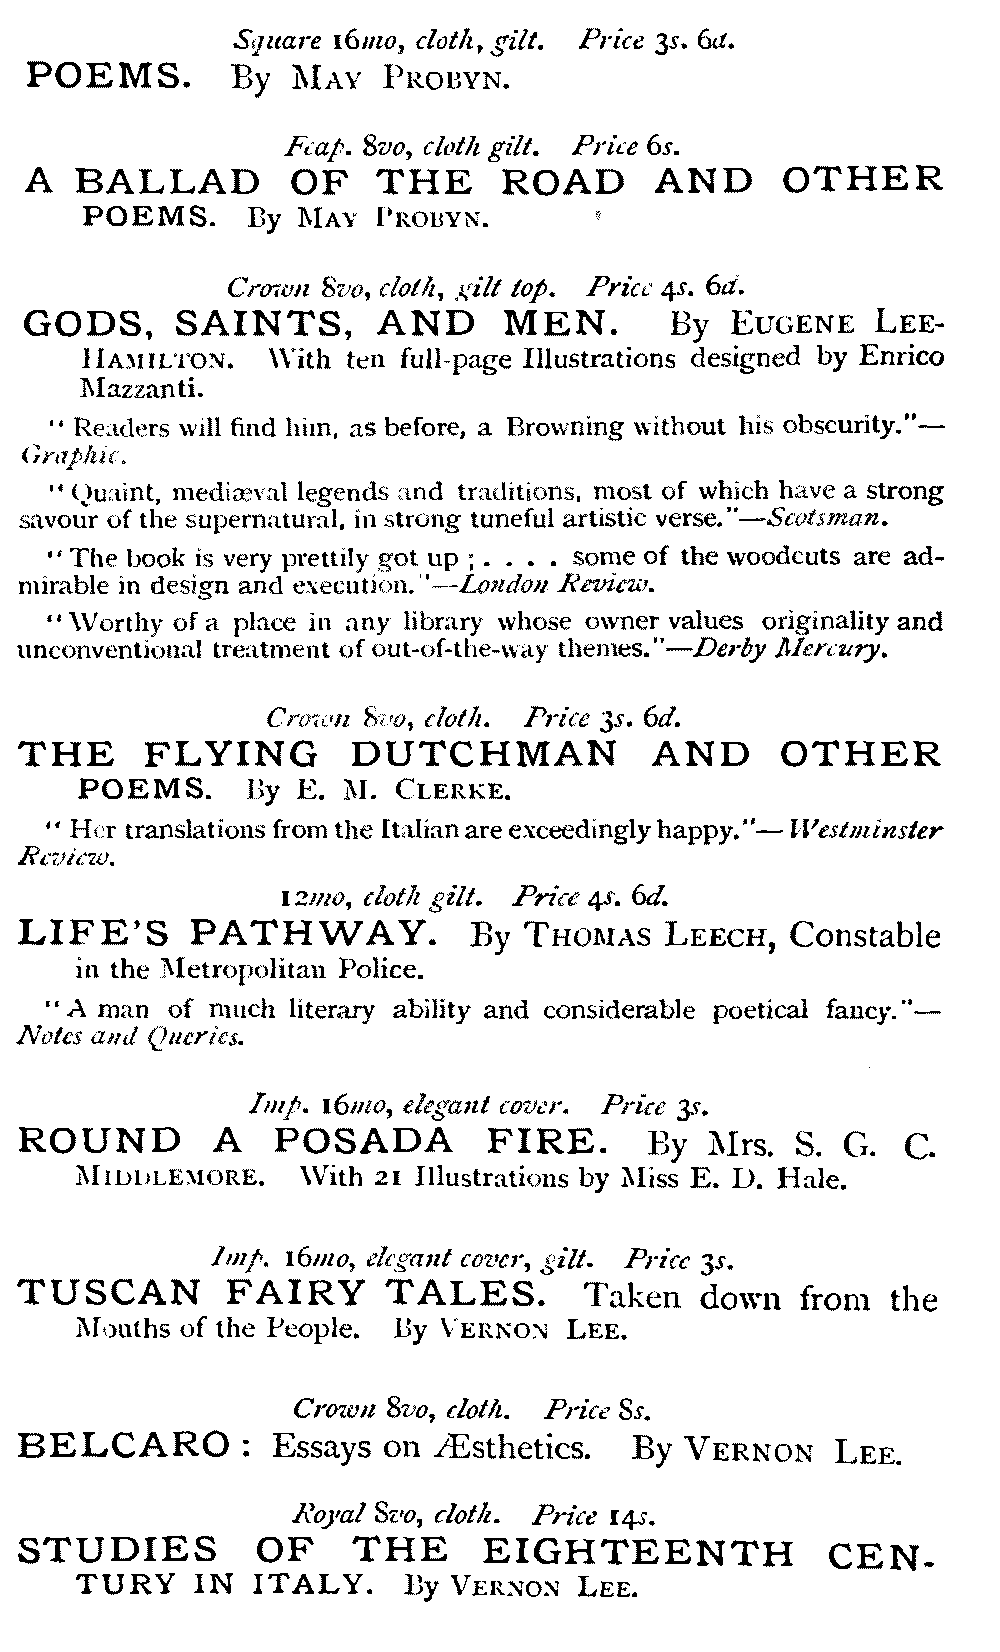 Square 16mo, cloth, gilt. Price 3s. 6d.
POEMS. By MAY PROBYN.
Fcap. 8vo, cloth gilt. Price 6s.
A BALLAD OF THE ROAD AND OTHER
POEMS. By MAY PROBYN.
Crown 8vo, cloth, gilt top. Price 4s. 6d.
GODS, SAINTS, AND MEN. By EUGENE LEE-
HAMILTON. With ten full-page Illustrations designed by Enrico
Mazzanti.
"Readers will find him, as before, a Browning without his obscurity."—
Graphic.
"Quaint, mediæval legends and traditions, most of which have a strong
savour of the supernatural, in strong tuneful artistic verse."—Scotsman.
"The book is very prettily got up ; . . . . some of the woodcuts are ad-
mirable in design and execution."—London Review.
"Worthy of a place in any library whose owner values originality and
unconventional treatment of out-of-the-way themes."—Derby Mercury.
Crown 8vo, cloth. Price 3s. 6d.
THE FLYING DUTCHMAN AND OTHER
POEMS. By E. M. CLERKE.
"Her translations from the Italian are exceedingly happy."—Westminster
Review.
12mo, cloth gilt. Price 4s. 6d.
LIFE'S PATHWAY. By THOMAS LEECH, Constable
in the Metropolitan Police.
"A man of much literary ability and considerable poetical fancy."—
Notes and Queries.
Imp. 16mo, elegant cover. Price 3s.
ROUND A POSADA FIRE. By Mrs. S. G. C.
MIDDLEMORE. With 21 Illustrations by Miss E. D. Hale.
Imp. 16mo, elegant cover, gilt. Price 3s.
TUSCAN FAIRY TALES. Taken down from the
Mouths of the People. By VERNON LEE.
Crown 8vo, cloth. Price 8s.
BELCARO: Essays on Æsthetics. By VERNON LEE.
Royal 8vo, cloth. Price 14s.
STUDIES OF THE EIGHTEENTH CEN-
TURY IN ITALY. By VERNON LEE.